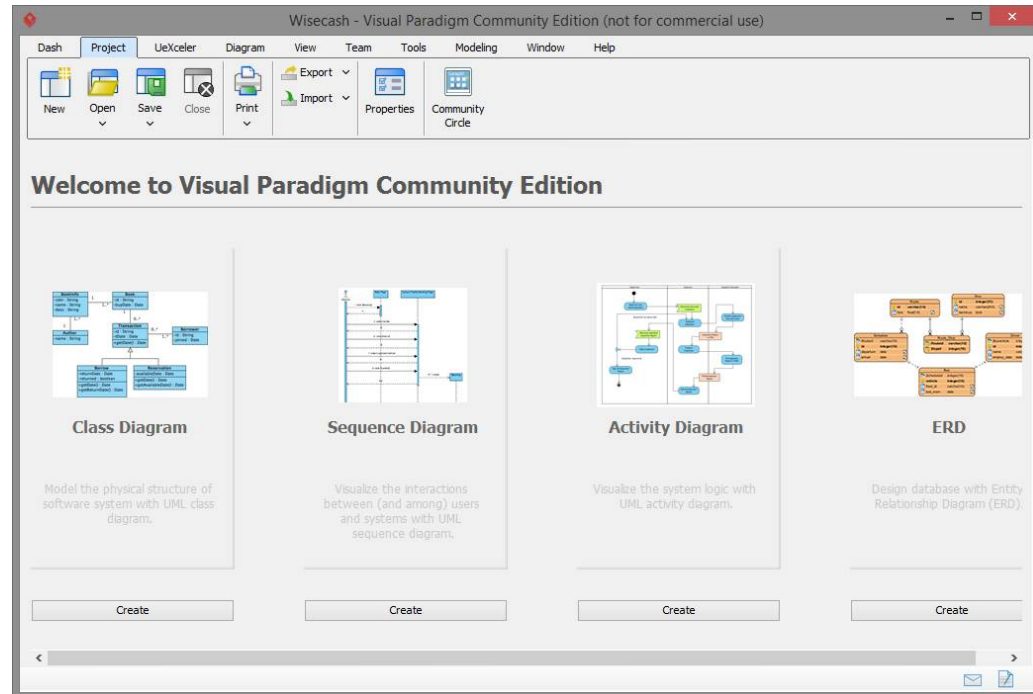 Wisecash - Visual Paradigm Community Edition (not for commercial use)
Dash Project UeXceler Diagram View Team Tools Modeling Window Help
New Open Save Close Print Export Import Properties Community Circle
Welcome to Visual Paradigm Community Edition
Class Diagram
Model the physical structure of
software system with UML class
diagram.
Create
Sequence Diagram
Visualize the interactions
between (and among) users
and systems with UML
sequence diagram.
Create
Activity Diagram
Visualize the system logic with
UML activity diagram.
Create
ERD
Design database with Entity
Relationship Diagram (ERD).
Create